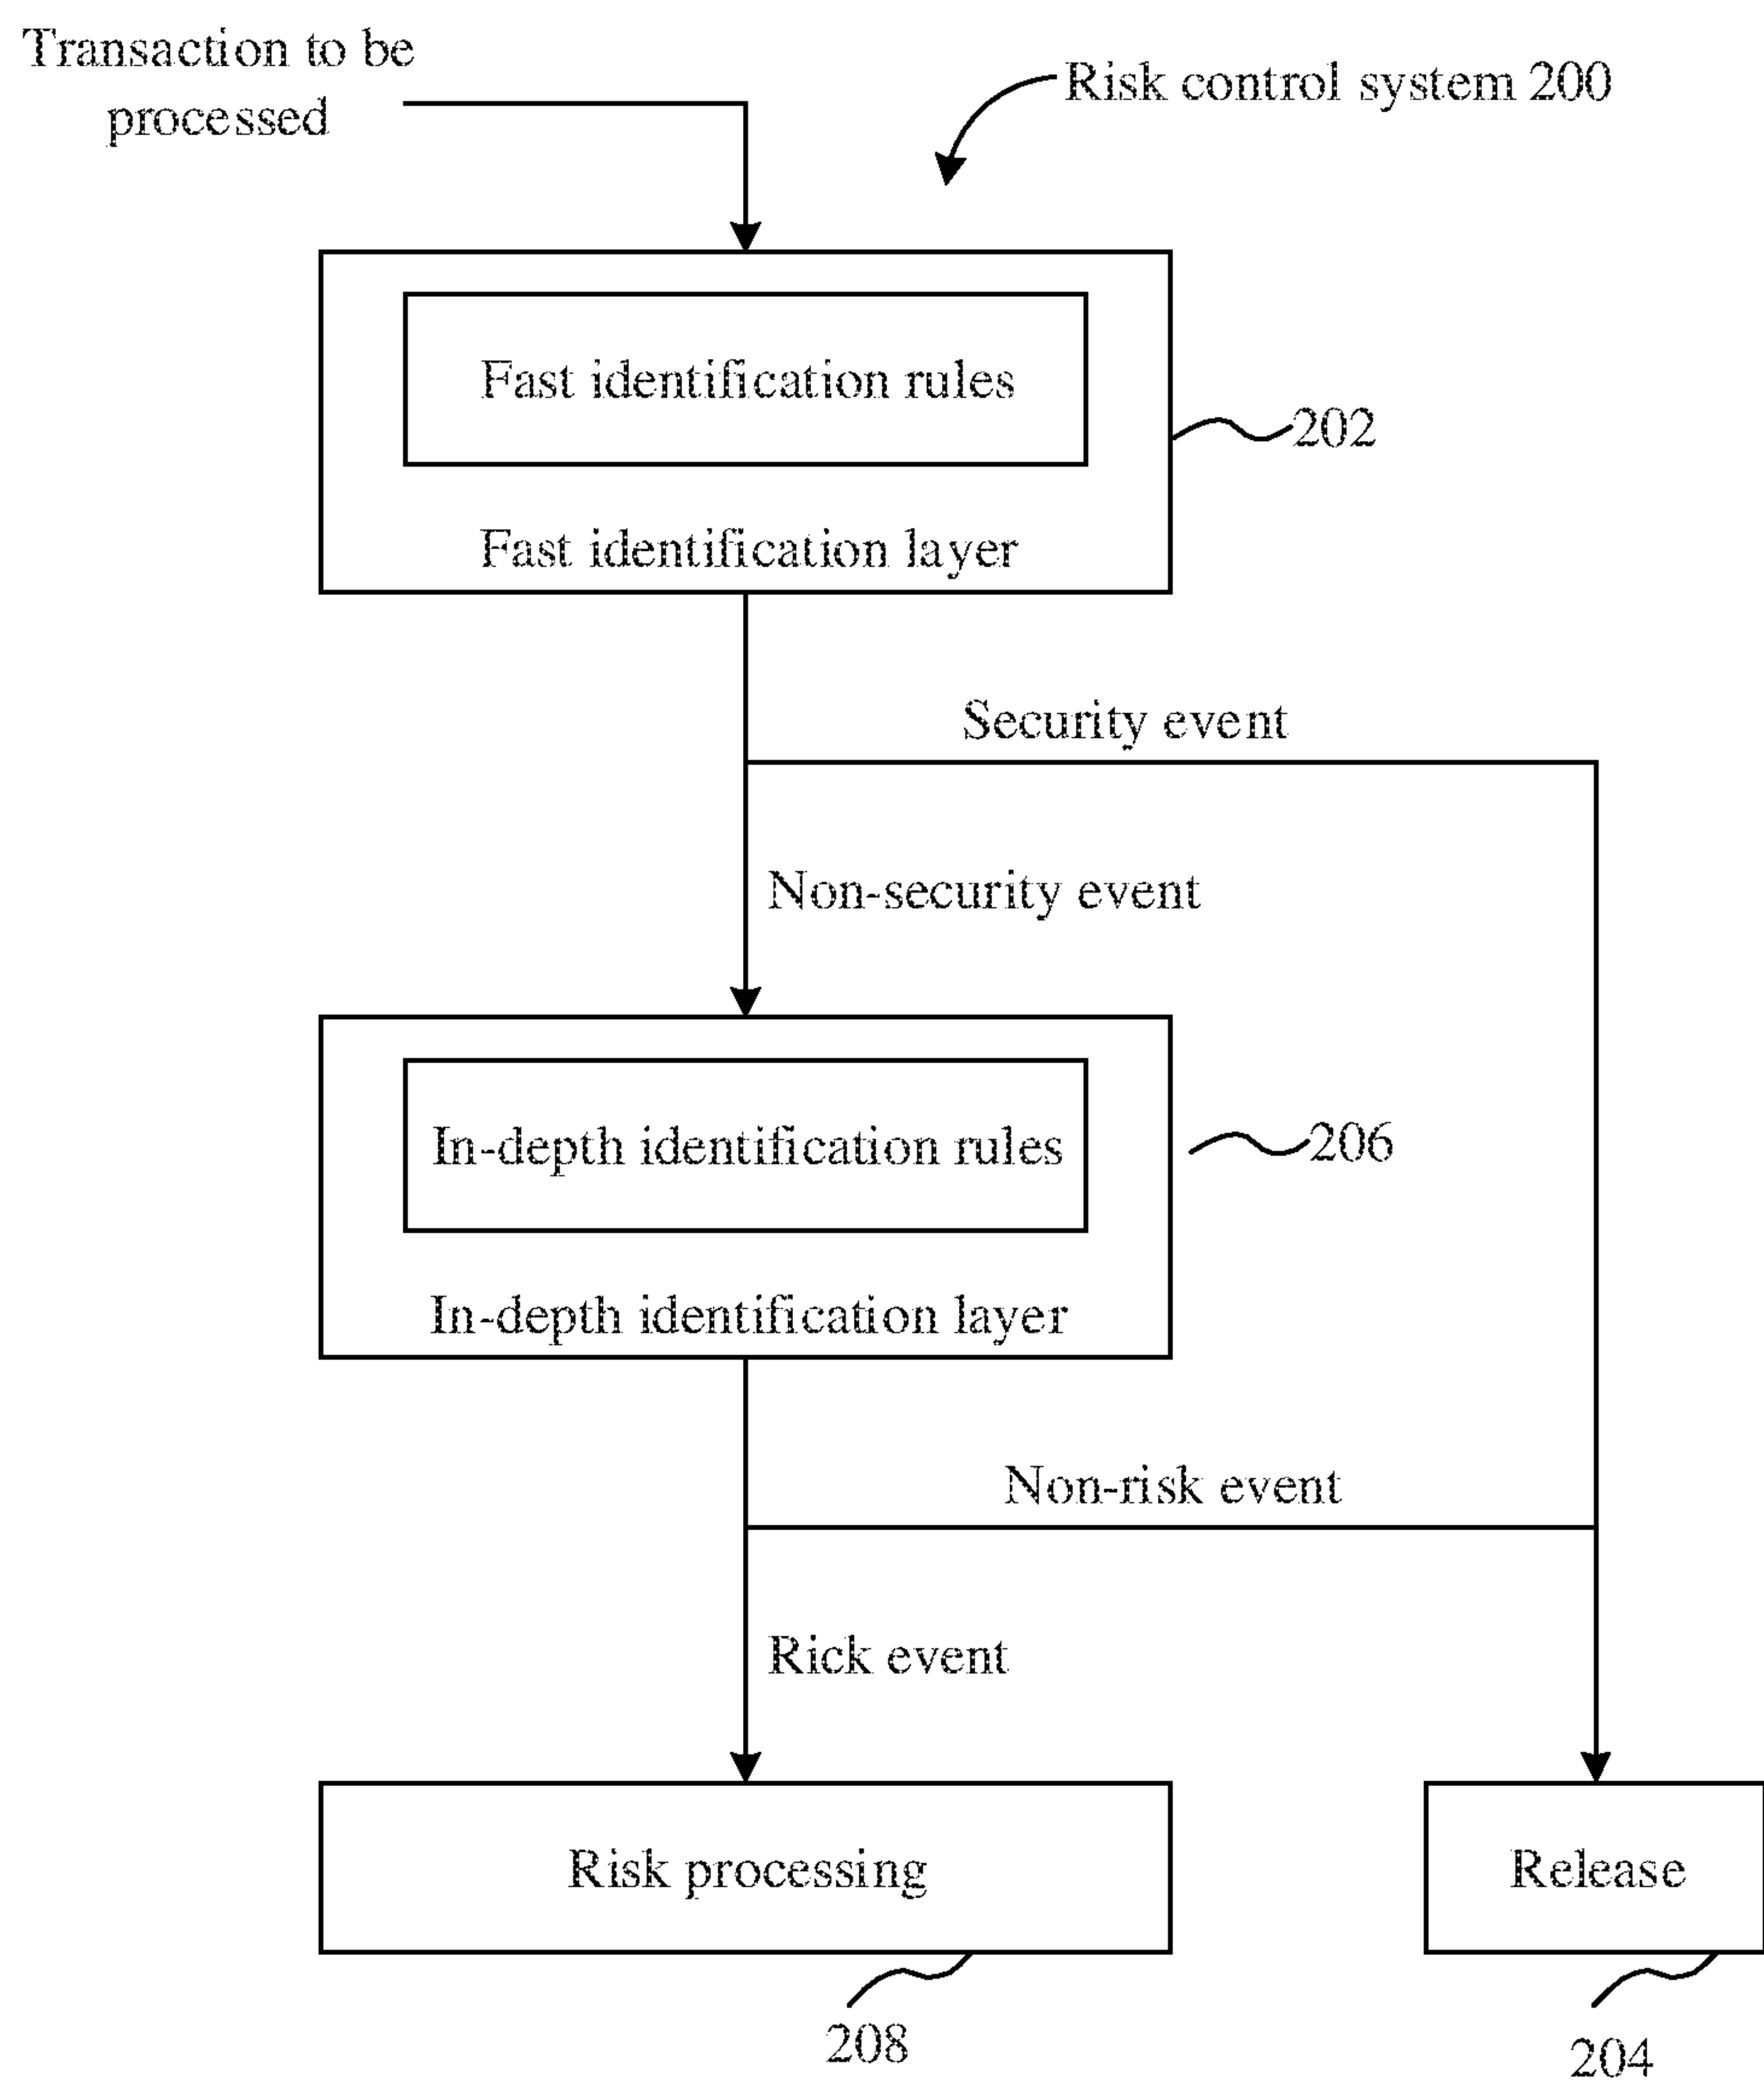 Transaction to be
processed
Risk control system 200
Fast identification rules
202
Fast identification layer
Security event
Non-security event
In-depth identification rules
206
In-depth identification layer
Non-risk event
Rick event
Risk processing
Release
208
204